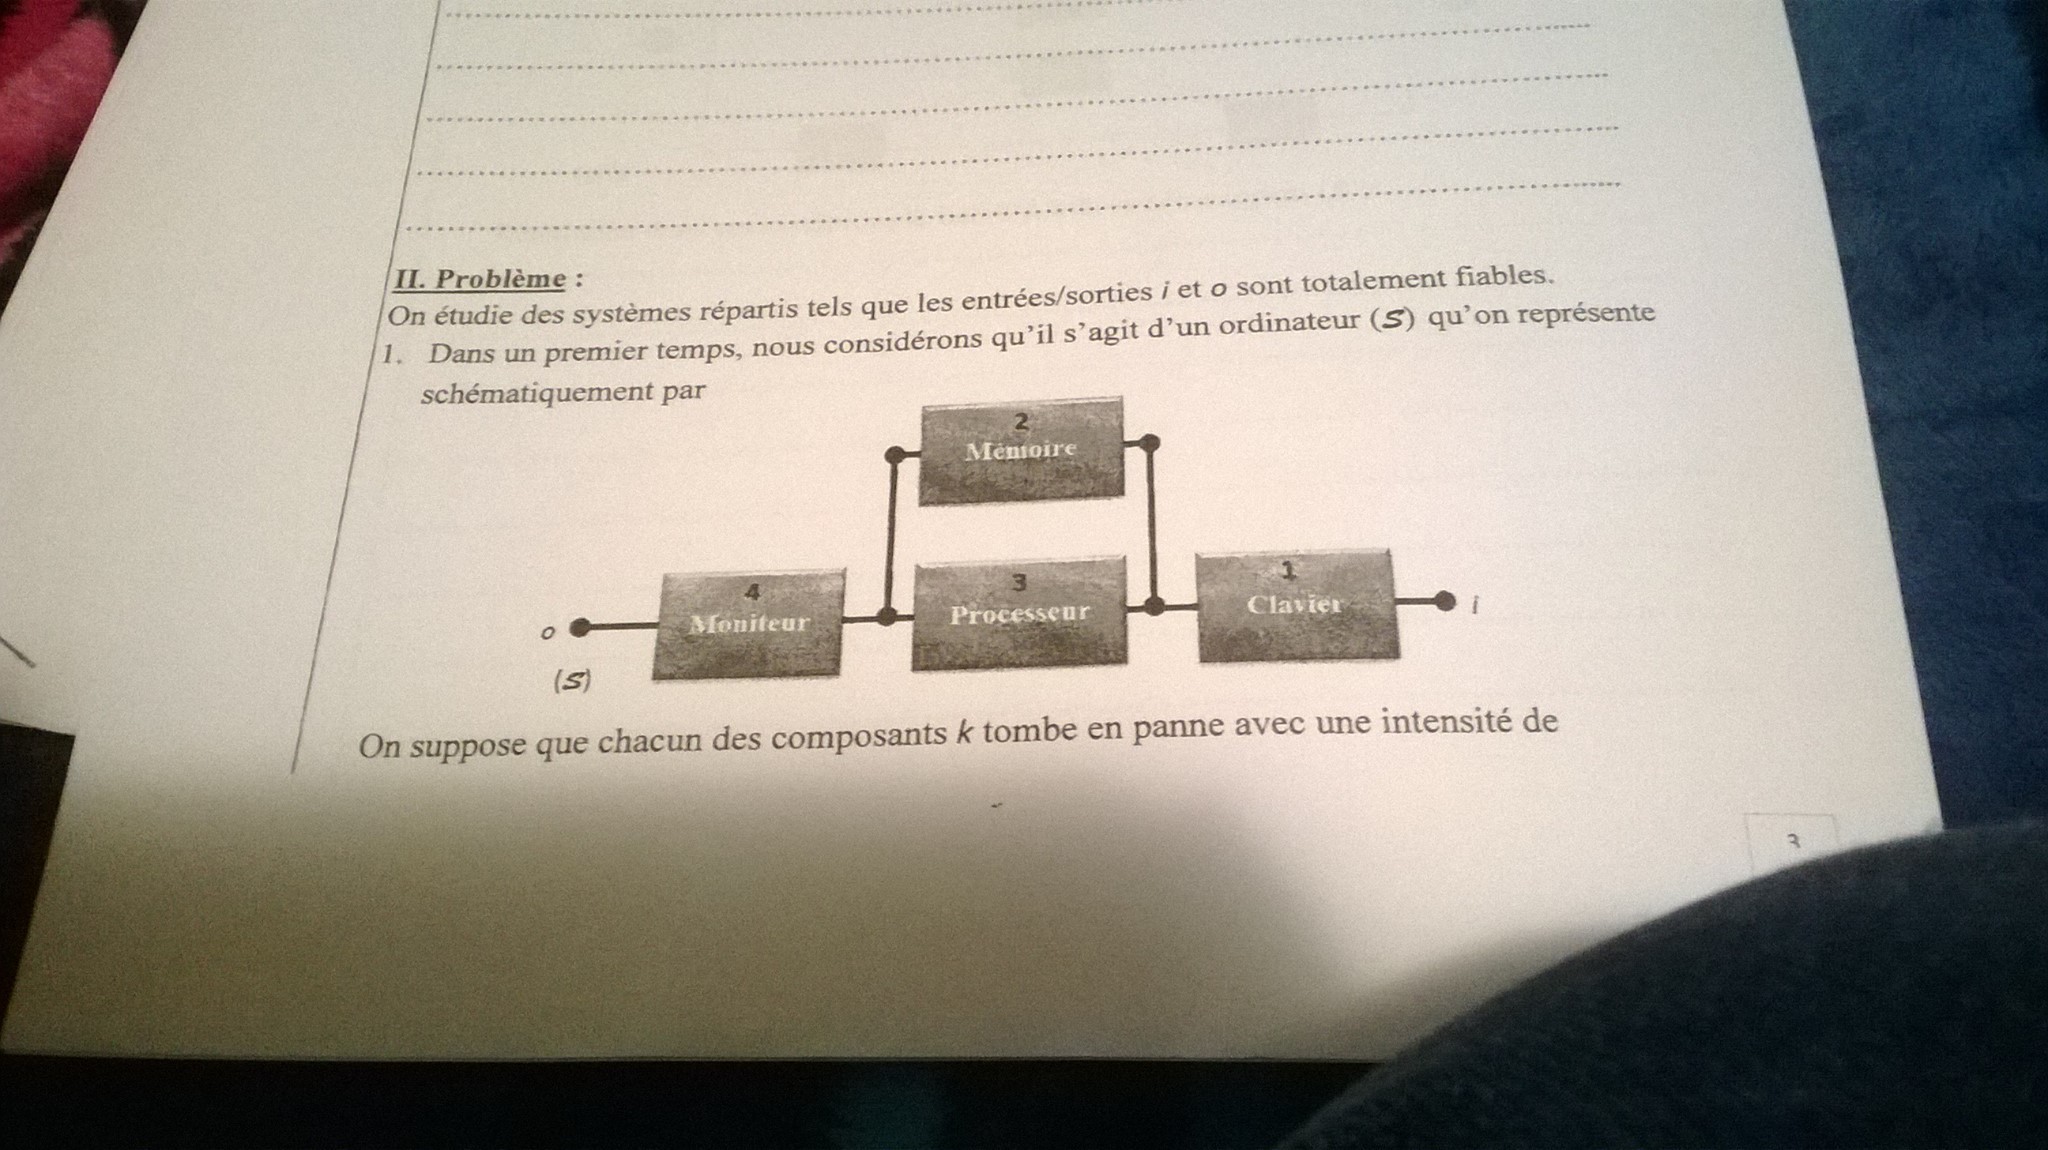 II. Problème :
On étudie des systèmes répartis tels que les entrées/sorties i et o sont totalement fiables.
1. Dans un premier temps, nous considérons qu'il s'agit d'un ordinateur (S) qu'on représente
schématiquement par
2
Mémoire
4
Moniteur
3
Processeur
1
Clavier
o
i
(S)
On suppose que chacun des composants k tombe en panne avec une intensité de
3